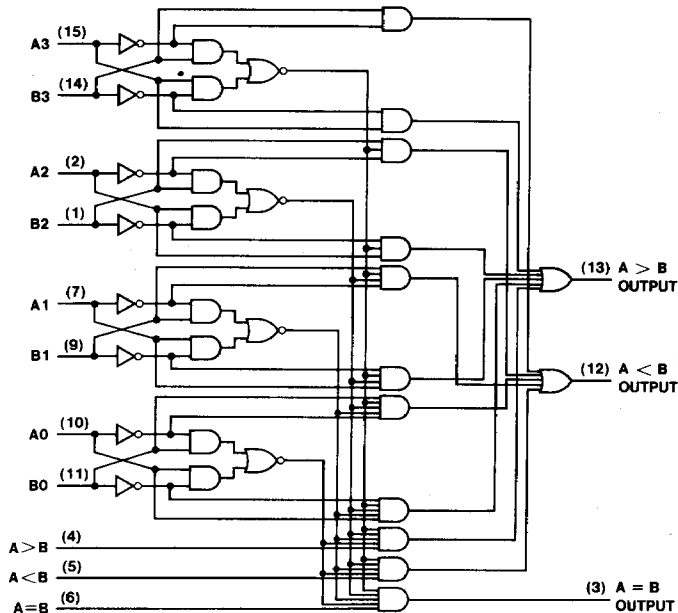 A3 (15)
B3 (14)
A2 (2)
B2 (1)
A1 (7)
B1 (9)
A0 (10)
B0 (11)
A>B (4)
A<B (5)
A=B (6)
(13) A > B
OUTPUT
(12) A < B
OUTPUT
(3) A = B
OUTPUT